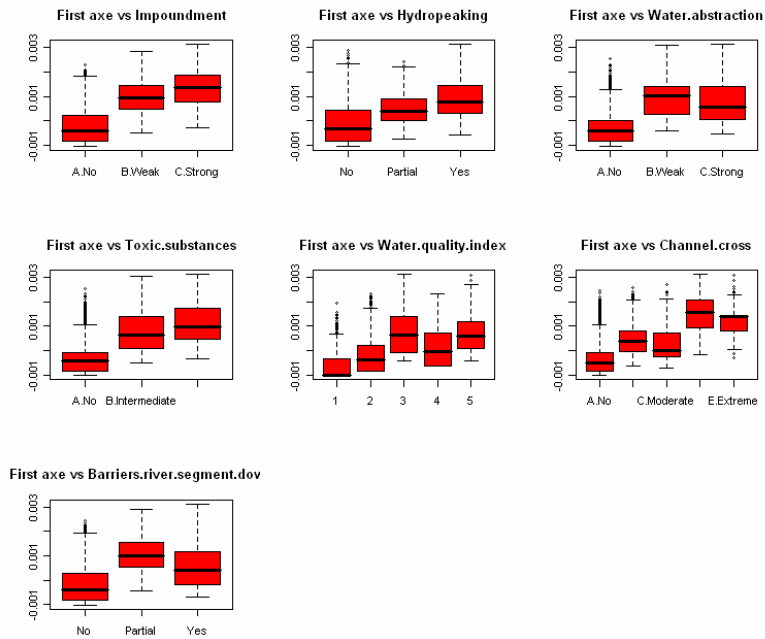 First axe vs Impoundment
0.003
0.001
-0.001
A.No B.Weak C.Strong
First axe vs Hydropeaking
0.003
0.001
-0.001
No Partial Yes
First axe vs Water.abstraction
0.003
0.001
-0.001
A.No B.Weak C.Strong
First axe vs Toxic.substances
0.003
0.001
-0.001
A.No B.Intermediate
First axe vs Water.quality.index
0.003
0.001
-0.001
1 2 3 4 5
First axe vs Channel.cross
0.003
0.001
-0.001
A.No C.Moderate E.Extreme
First axe vs Barriers.river.segment.dov
0.003
0.001
-0.001
No Partial Yes